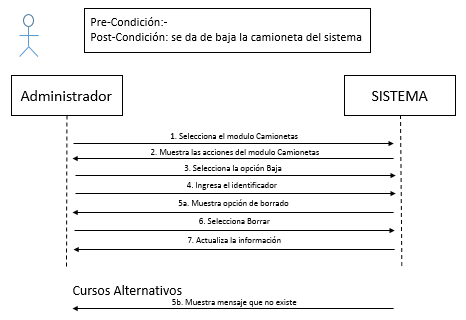 Pre-Condición:-
Post-Condición: se da de baja la camioneta del sistema
Administrador
SISTEMA
1. Selecciona el modulo Camionetas
2. Muestra las acciones del modulo Camionetas
3. Selecciona la opción Baja
4. Ingresa el identificador
5a. Muestra opción de borrado
6. Selecciona Borrar
7. Actualiza la información
Cursos Alternativos
5b. Muestra mensaje que no existe